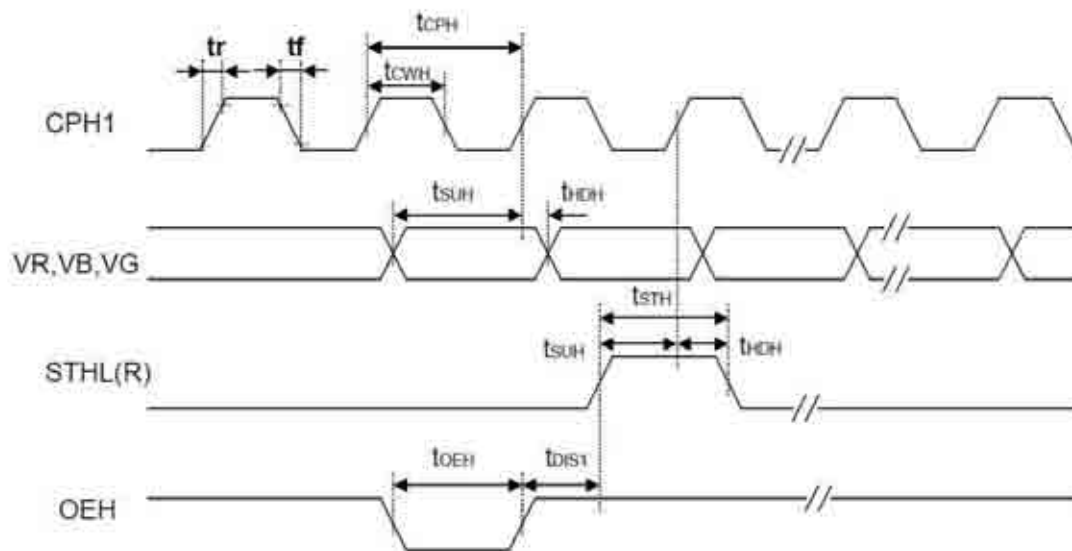 tCPH
tr tf
tCWH
CPH1
tSUH tHDH
VR,VB,VG
tSTH
tSUH tHDH
STHL(R)
tOEH tDIS1
OEH